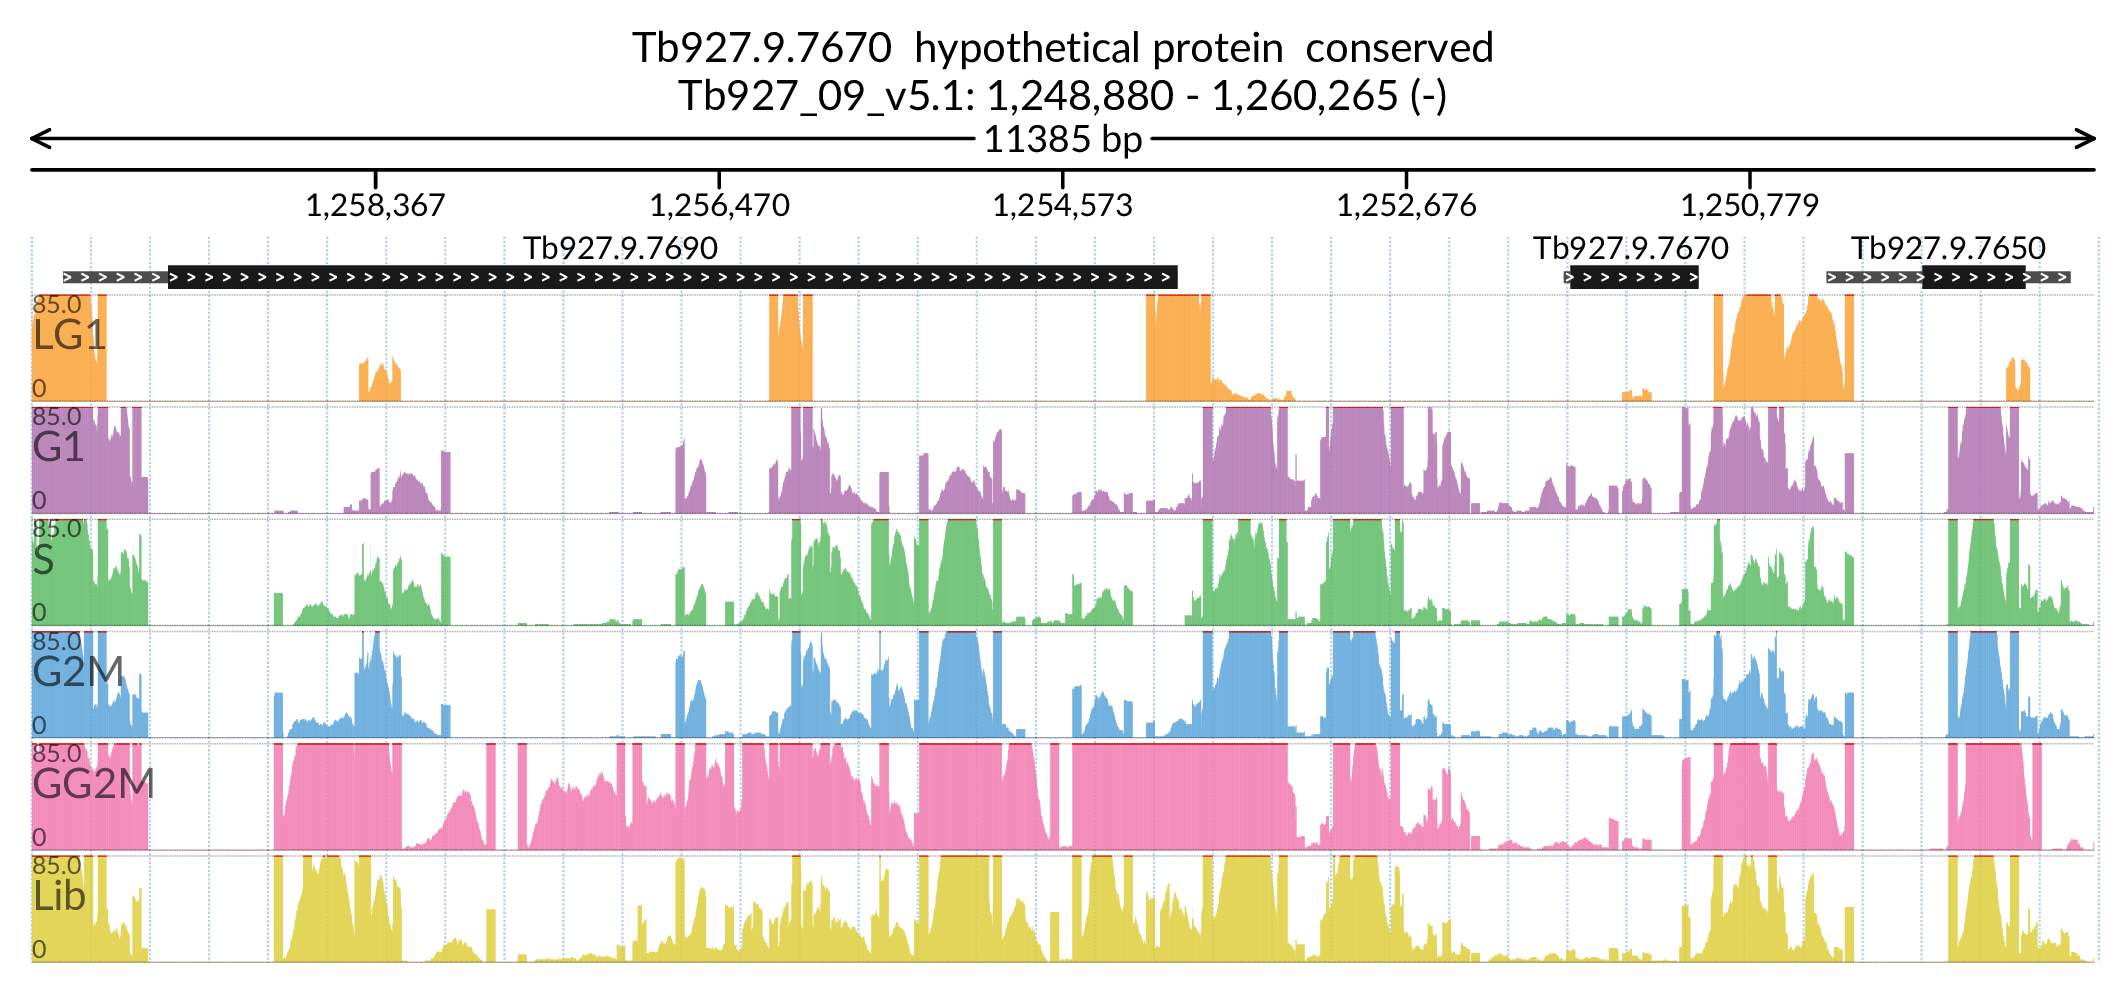 Tb927.9.7670  hypothetical protein  conserved
Tb927_09_v5.1: 1,248,880 - 1,260,265 (-)
11385 bp
1,258,367 1,256,470 1,254,573 1,252,676 1,250,779
Tb927.9.7690 Tb927.9.7670 Tb927.9.7650
85.0
LG1
0
85.0
G1
0
85.0
S
0
85.0
G2M
0
85.0
GG2M
0
85.0
Lib
0